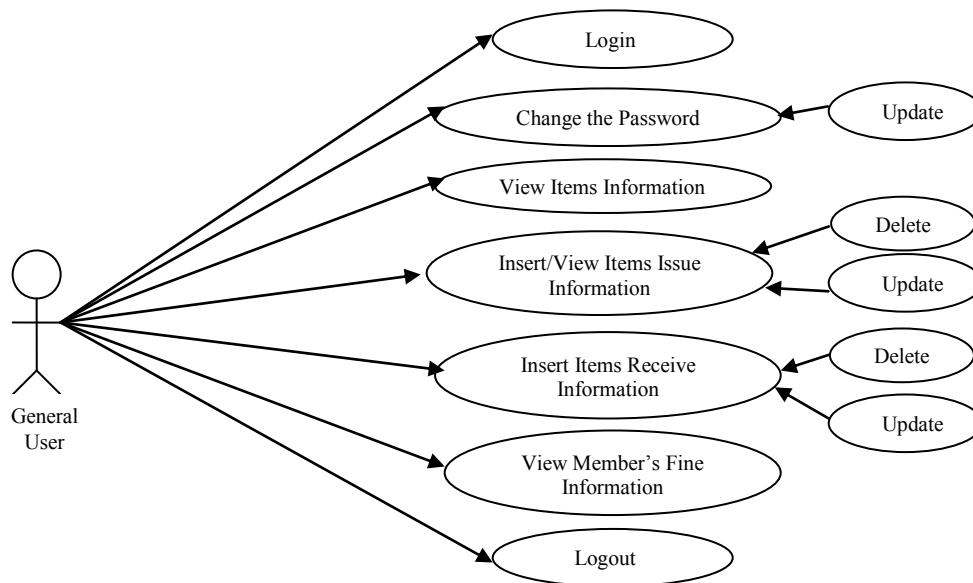 Login
Change the Password
Update
View Items Information
Delete
Insert/View Items Issue
Information
Update
Insert Items Receive
Information
Delete
Update
General
User
View Member’s Fine
Information
Logout